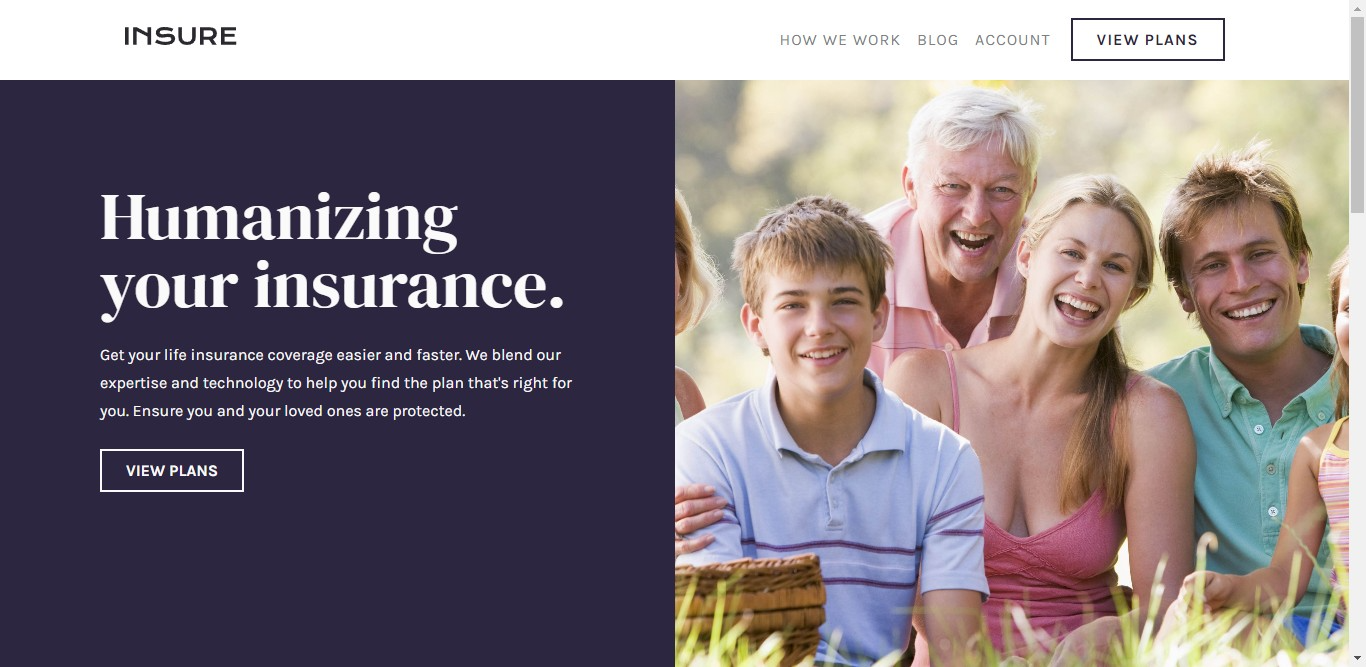 INSURE
HOW WE WORK BLOG ACCOUNT VIEW PLANS
Humanizing
your insurance.
Get your life insurance coverage easier and faster. We blend our
expertise and technology to help you find the plan that's right for
you. Ensure you and your loved ones are protected.
VIEW PLANS